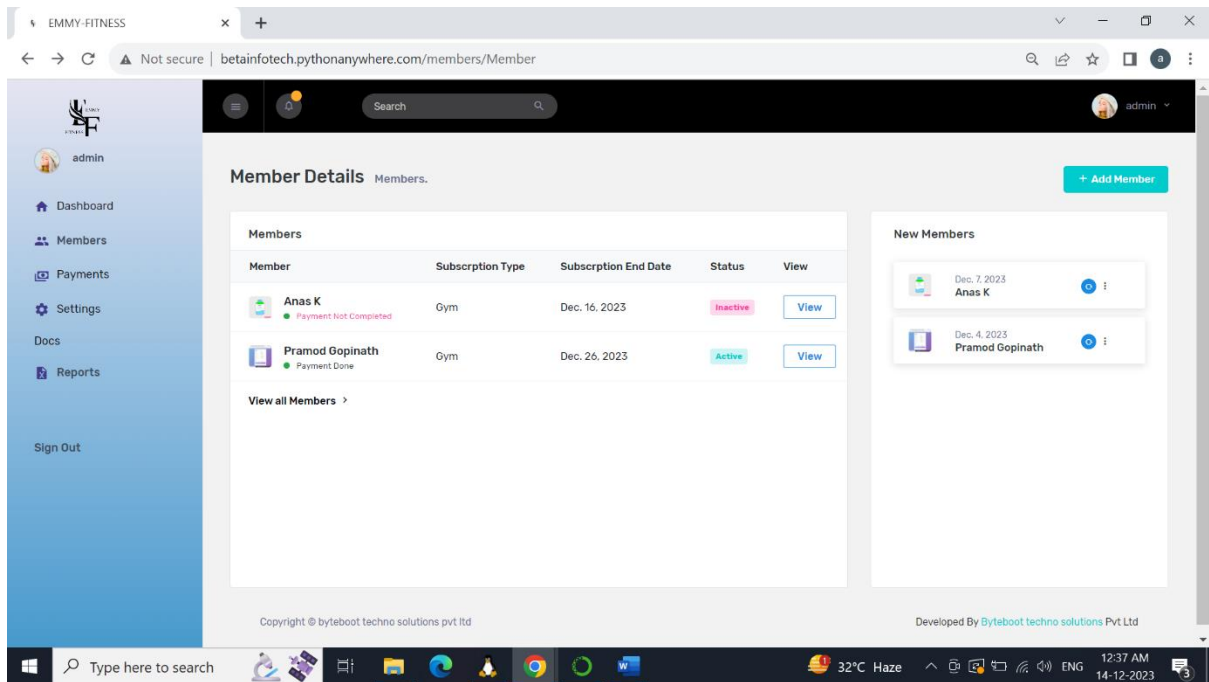 EMMY-FITNESS
Not secure | betainfotech.pythonanywhere.com/members/Member
a
EMMY
FITNESS
Search
admin
admin
Dashboard
Members
Payments
Settings
Docs
Reports
Sign Out
Member Details Members.
+ Add Member
Members
Member Subscrption Type Subscrption End Date Status View
Anas K Gym Dec. 16, 2023 Inactive View
Payment Not Completed
Pramod Gopinath Gym Dec. 26, 2023 Active View
Payment Done
View all Members >
New Members
Dec. 7, 2023
Anas K
Dec. 4, 2023
Pramod Gopinath
Copyright © byteboot techno solutions pvt ltd
Developed By Byteboot techno solutions Pvt Ltd
Type here to search
32°C Haze
ENG
12:37 AM
14-12-2023
3